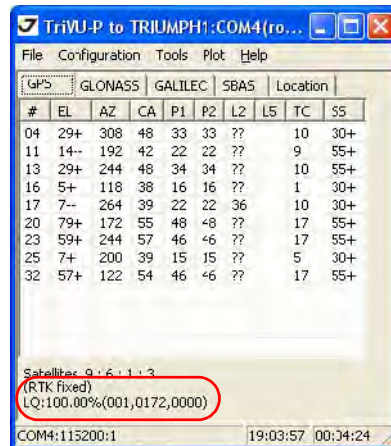 TriVU-P to TRIUMPH1:COM4(ro...
File Configuration Tools Plot Help
GPS GLONASS GALILEC SBAS Location
# EL AZ CA P1 P2 L2 L5 TC SS
04 29+ 308 48 33 33 ?? 10 30+
11 14-- 192 42 22 22 ?? 9 55+
13 29+ 244 48 34 34 ?? 10 55+
16 5+ 118 38 16 16 ?? 1 30+
17 7-- 264 39 22 22 36 10 30+
20 79+ 172 55 48 48 ?? 17 55+
23 59+ 244 57 46 46 ?? 17 55+
25 7+ 200 39 15 15 ?? 5 30+
32 57+ 122 54 46 46 ?? 17 55+
Satellites 9 : 6 : 1 : 3
(RTK fixed)
LQ:100.00%(001,0172,0000)
COM4:115200:1 19:03:57 00:04:24